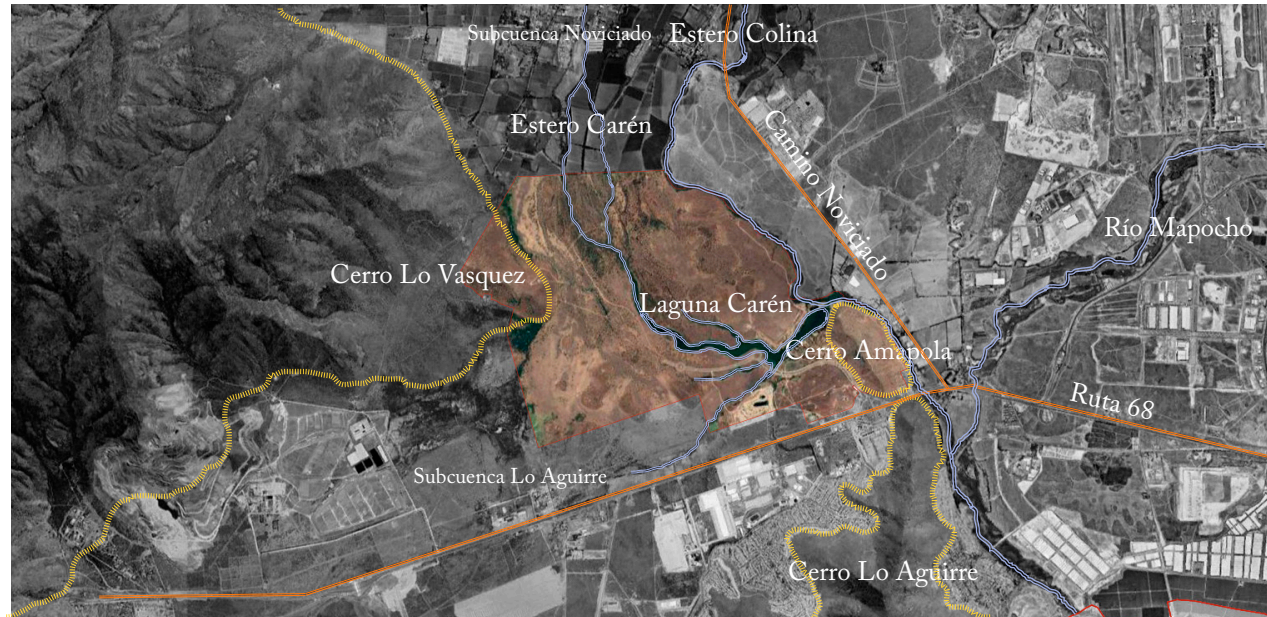 Subcuenca Noviciado
Estero Colina
Estero Carén
Camino Noviciado
Río Mapocho
Cerro Lo Vasquez
Laguna Carén
Cerro Amapola
Ruta 68
Subcuenca Lo Aguirre
Cerro Lo Aguirre